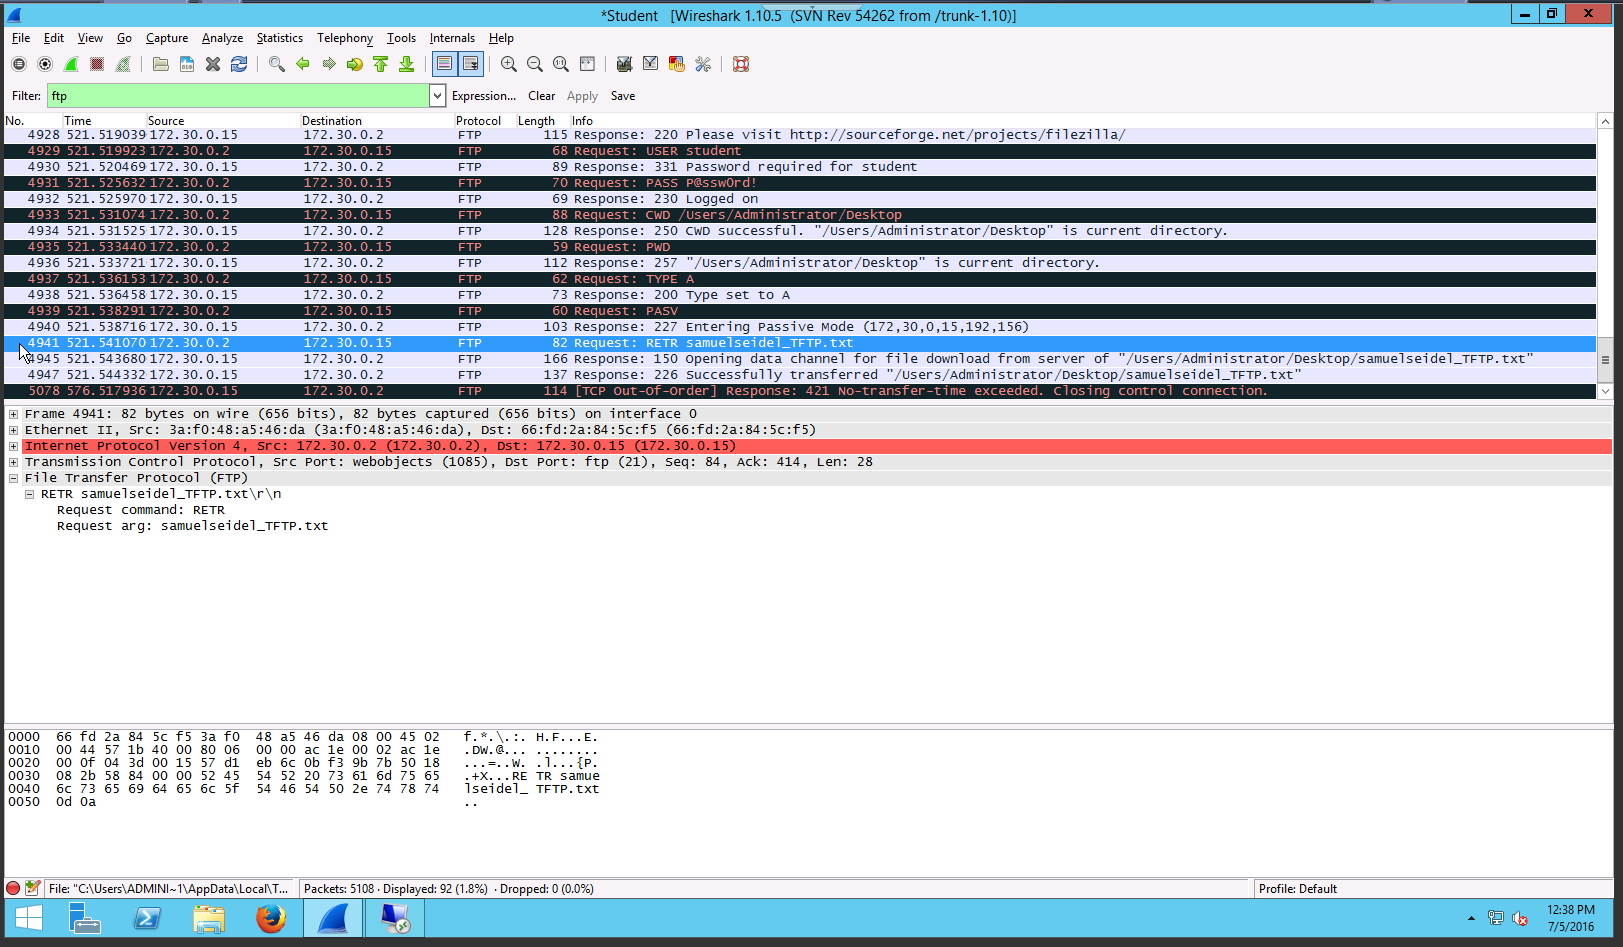 *Student [Wireshark 1.10.5 (SVN Rev 54262 from /trunk-1.10)]
File Edit View Go Capture Analyze Statistics Telephony Tools Internals Help
Filter: ftp Expression... Clear Apply Save
No. Time Source Destination Protocol Length Info
4928 521.519039 172.30.0.15 172.30.0.2 FTP 115 Response: 220 Please visit http://sourceforge.net/projects/filezilla/
4929 521.519923 172.30.0.2 172.30.0.15 FTP 68 Request: USER student
4930 521.520469 172.30.0.15 172.30.0.2 FTP 89 Response: 331 Password required for student
4931 521.525632 172.30.0.2 172.30.0.15 FTP 70 Request: PASS P@ssw0rd!
4932 521.525970 172.30.0.15 172.30.0.2 FTP 69 Response: 230 Logged on
4933 521.531074 172.30.0.2 172.30.0.15 FTP 88 Request: CWD /Users/Administrator/Desktop
4934 521.531525 172.30.0.15 172.30.0.2 FTP 128 Response: 250 CWD successful. "/Users/Administrator/Desktop" is current directory.
4935 521.533440 172.30.0.2 172.30.0.15 FTP 59 Request: PWD
4936 521.533721 172.30.0.15 172.30.0.2 FTP 112 Response: 257 "/Users/Administrator/Desktop" is current directory.
4937 521.536153 172.30.0.2 172.30.0.15 FTP 62 Request: TYPE A
4938 521.536458 172.30.0.15 172.30.0.2 FTP 73 Response: 200 Type set to A
4939 521.538291 172.30.0.2 172.30.0.15 FTP 60 Request: PASV
4940 521.538716 172.30.0.15 172.30.0.2 FTP 103 Response: 227 Entering Passive Mode (172,30,0,15,192,156)
4941 521.541070 172.30.0.2 172.30.0.15 FTP 82 Request: RETR samuelseidel_TFTP.txt
4945 521.543680 172.30.0.15 172.30.0.2 FTP 166 Response: 150 Opening data channel for file download from server of "/Users/Administrator/Desktop/samuelseidel_TFTP.txt"
4947 521.544332 172.30.0.15 172.30.0.2 FTP 137 Response: 226 Successfully transferred "/Users/Administrator/Desktop/samuelseidel_TFTP.txt"
5078 576.517936 172.30.0.15 172.30.0.2 FTP 114 [TCP Out-Of-Order] Response: 421 No-transfer-time exceeded. Closing control connection.
Frame 4941: 82 bytes on wire (656 bits), 82 bytes captured (656 bits) on interface 0
Ethernet II, Src: 3a:f0:48:a5:46:da (3a:f0:48:a5:46:da), Dst: 66:fd:2a:84:5c:f5 (66:fd:2a:84:5c:f5)
Internet Protocol Version 4, Src: 172.30.0.2 (172.30.0.2), Dst: 172.30.0.15 (172.30.0.15)
Transmission Control Protocol, Src Port: webobjects (1085), Dst Port: ftp (21), Seq: 84, Ack: 414, Len: 28
File Transfer Protocol (FTP)
RETR samuelseidel_TFTP.txt\r\n
Request command: RETR
Request arg: samuelseidel_TFTP.txt
0000 66 fd 2a 84 5c f5 3a f0 48 a5 46 da 08 00 45 02 f.*.\.:. H.F...E.
0010 00 44 57 1b 40 00 80 06 00 00 ac 1e 00 02 ac 1e .DW.@... ........
0020 00 0f 04 3d 00 15 57 d1 eb 6c 0b f3 9b 7b 50 18 ...=..W. .l...{P.
0030 08 2b 58 84 00 00 52 45 54 52 20 73 61 6d 75 65 .+X...RE TR samue
0040 6c 73 65 69 64 65 6c 5f 54 46 54 50 2e 74 78 74 lseidel_ TFTP.txt
0050 0d 0a ..
File: "C:\Users\ADMINI~1\AppData\Local\T... Packets: 5108 · Displayed: 92 (1.8%) · Dropped: 0 (0.0%) Profile: Default
12:38 PM
7/5/2016